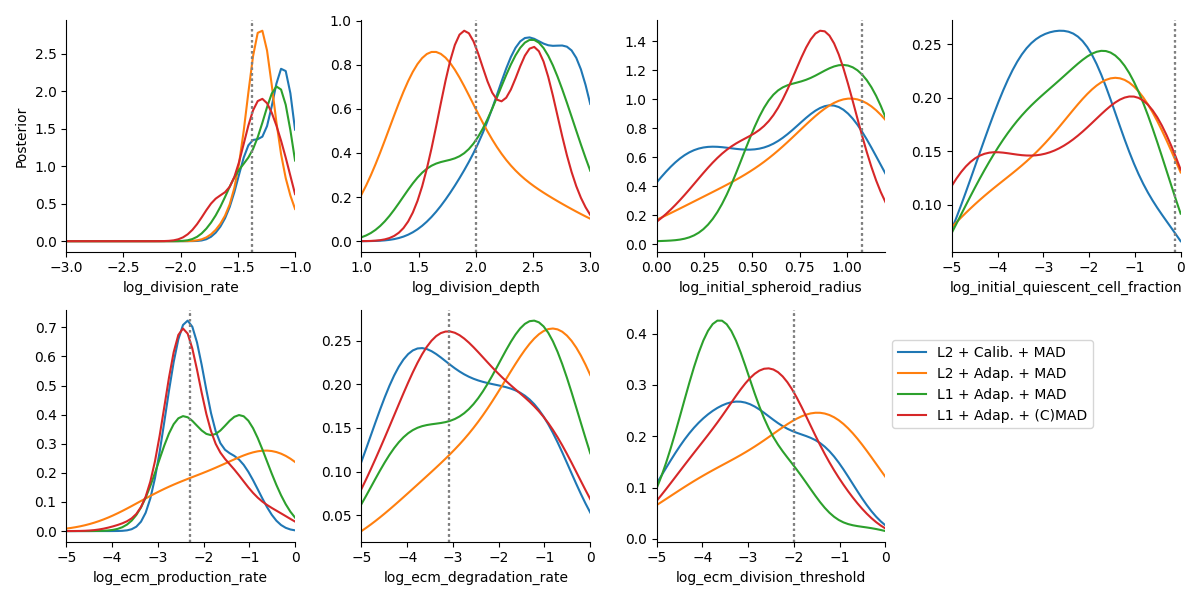 Posterior
0.0 0.5 1.0 1.5 2.0 2.5
−3.0 −2.5 −2.0 −1.5 −1.0
log_division_rate
0.0 0.2 0.4 0.6 0.8 1.0
1.0 1.5 2.0 2.5 3.0
log_division_depth
0.0 0.2 0.4 0.6 0.8 1.0 1.2 1.4
0.00 0.25 0.50 0.75 1.00
log_initial_spheroid_radius
0.10 0.15 0.20 0.25
−5 −4 −3 −2 −1 0
log_initial_quiescent_cell_fraction
0.0 0.1 0.2 0.3 0.4 0.5 0.6 0.7
−5 −4 −3 −2 −1 0
log_ecm_production_rate
0.05 0.10 0.15 0.20 0.25
−5 −4 −3 −2 −1 0
log_ecm_degradation_rate
0.0 0.1 0.2 0.3 0.4
−5 −4 −3 −2 −1 0
log_ecm_division_threshold
L2 + Calib. + MAD
L2 + Adap. + MAD
L1 + Adap. + MAD
L1 + Adap. + (C)MAD